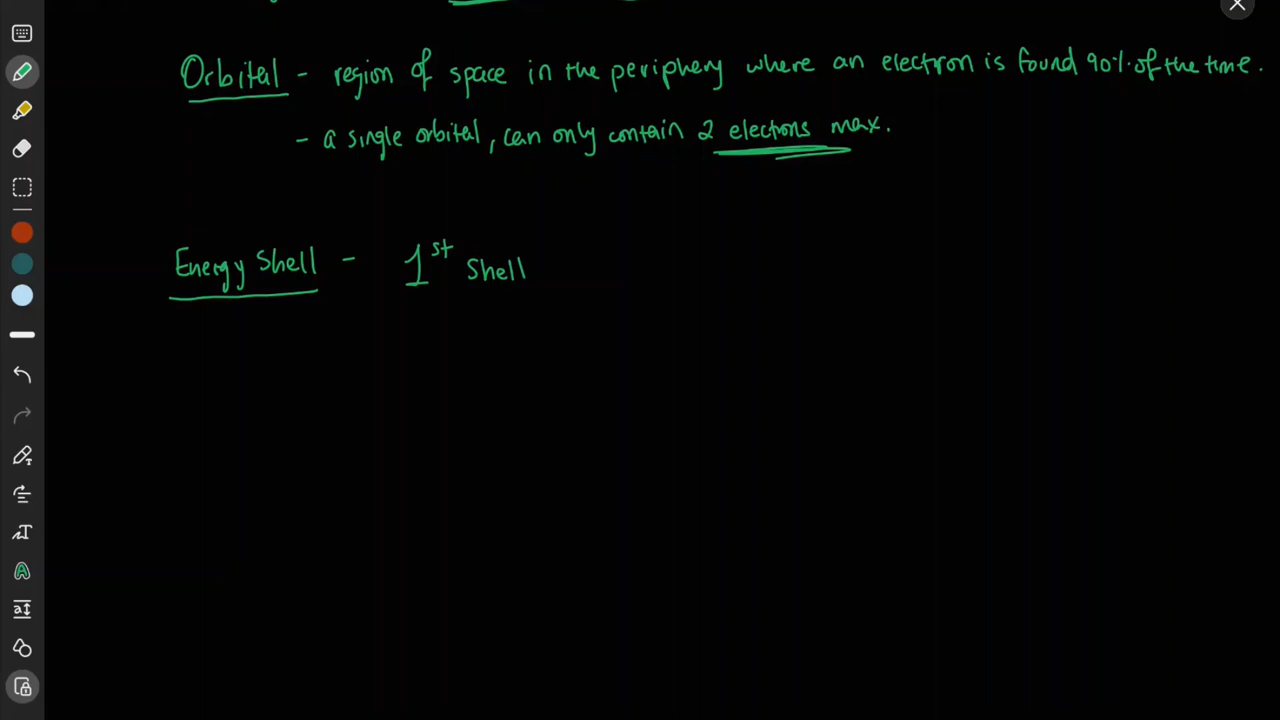 Orbital - region of space in the periphery where an electron is found 90% of the time.
- a single orbital, can only contain 2 electrons max.
Energy Shell - 1st Shell